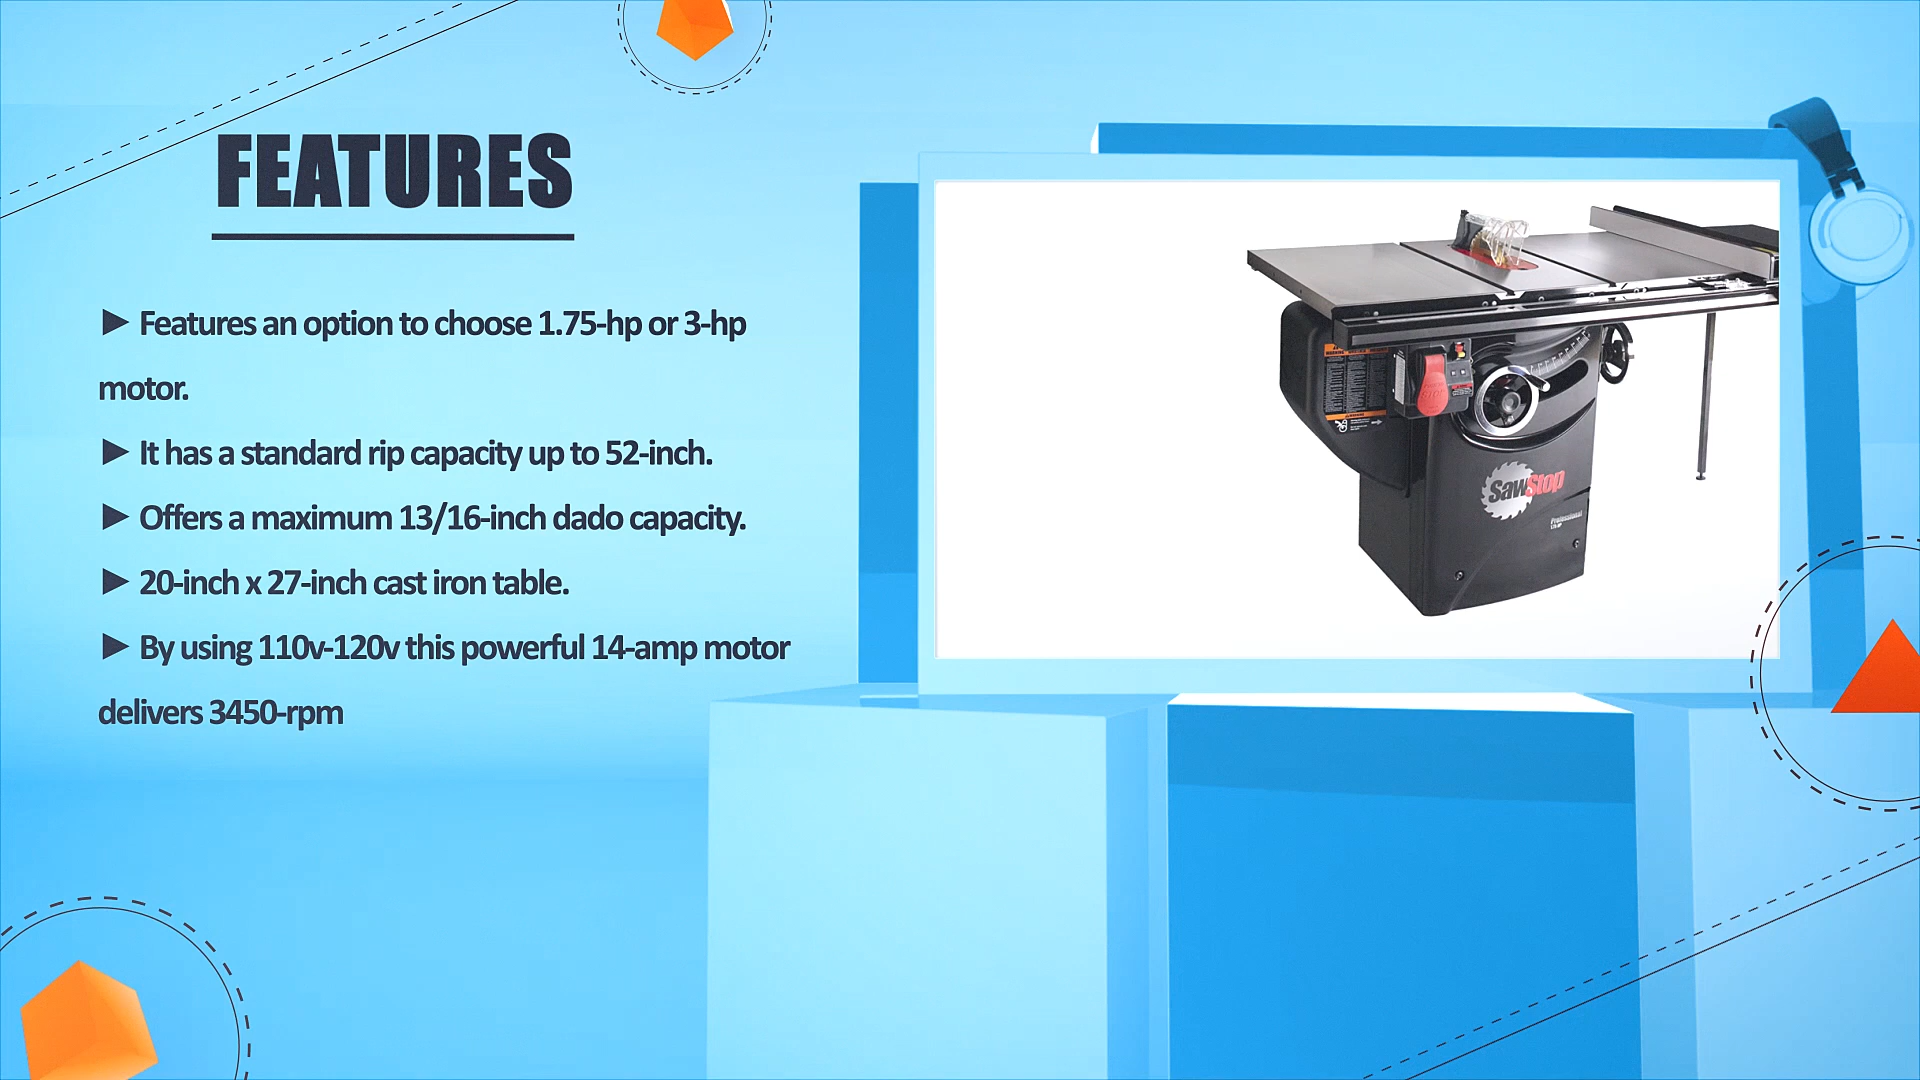 FEATURES
► Features an option to choose 1.75-hp or 3-hp
motor.
► It has a standard rip capacity up to 52-inch.
► Offers a maximum 13/16-inch dado capacity.
► 20-inch x 27-inch cast iron table.
► By using 110v-120v this powerful 14-amp motor
delivers 3450-rpm
SawStop
Professional